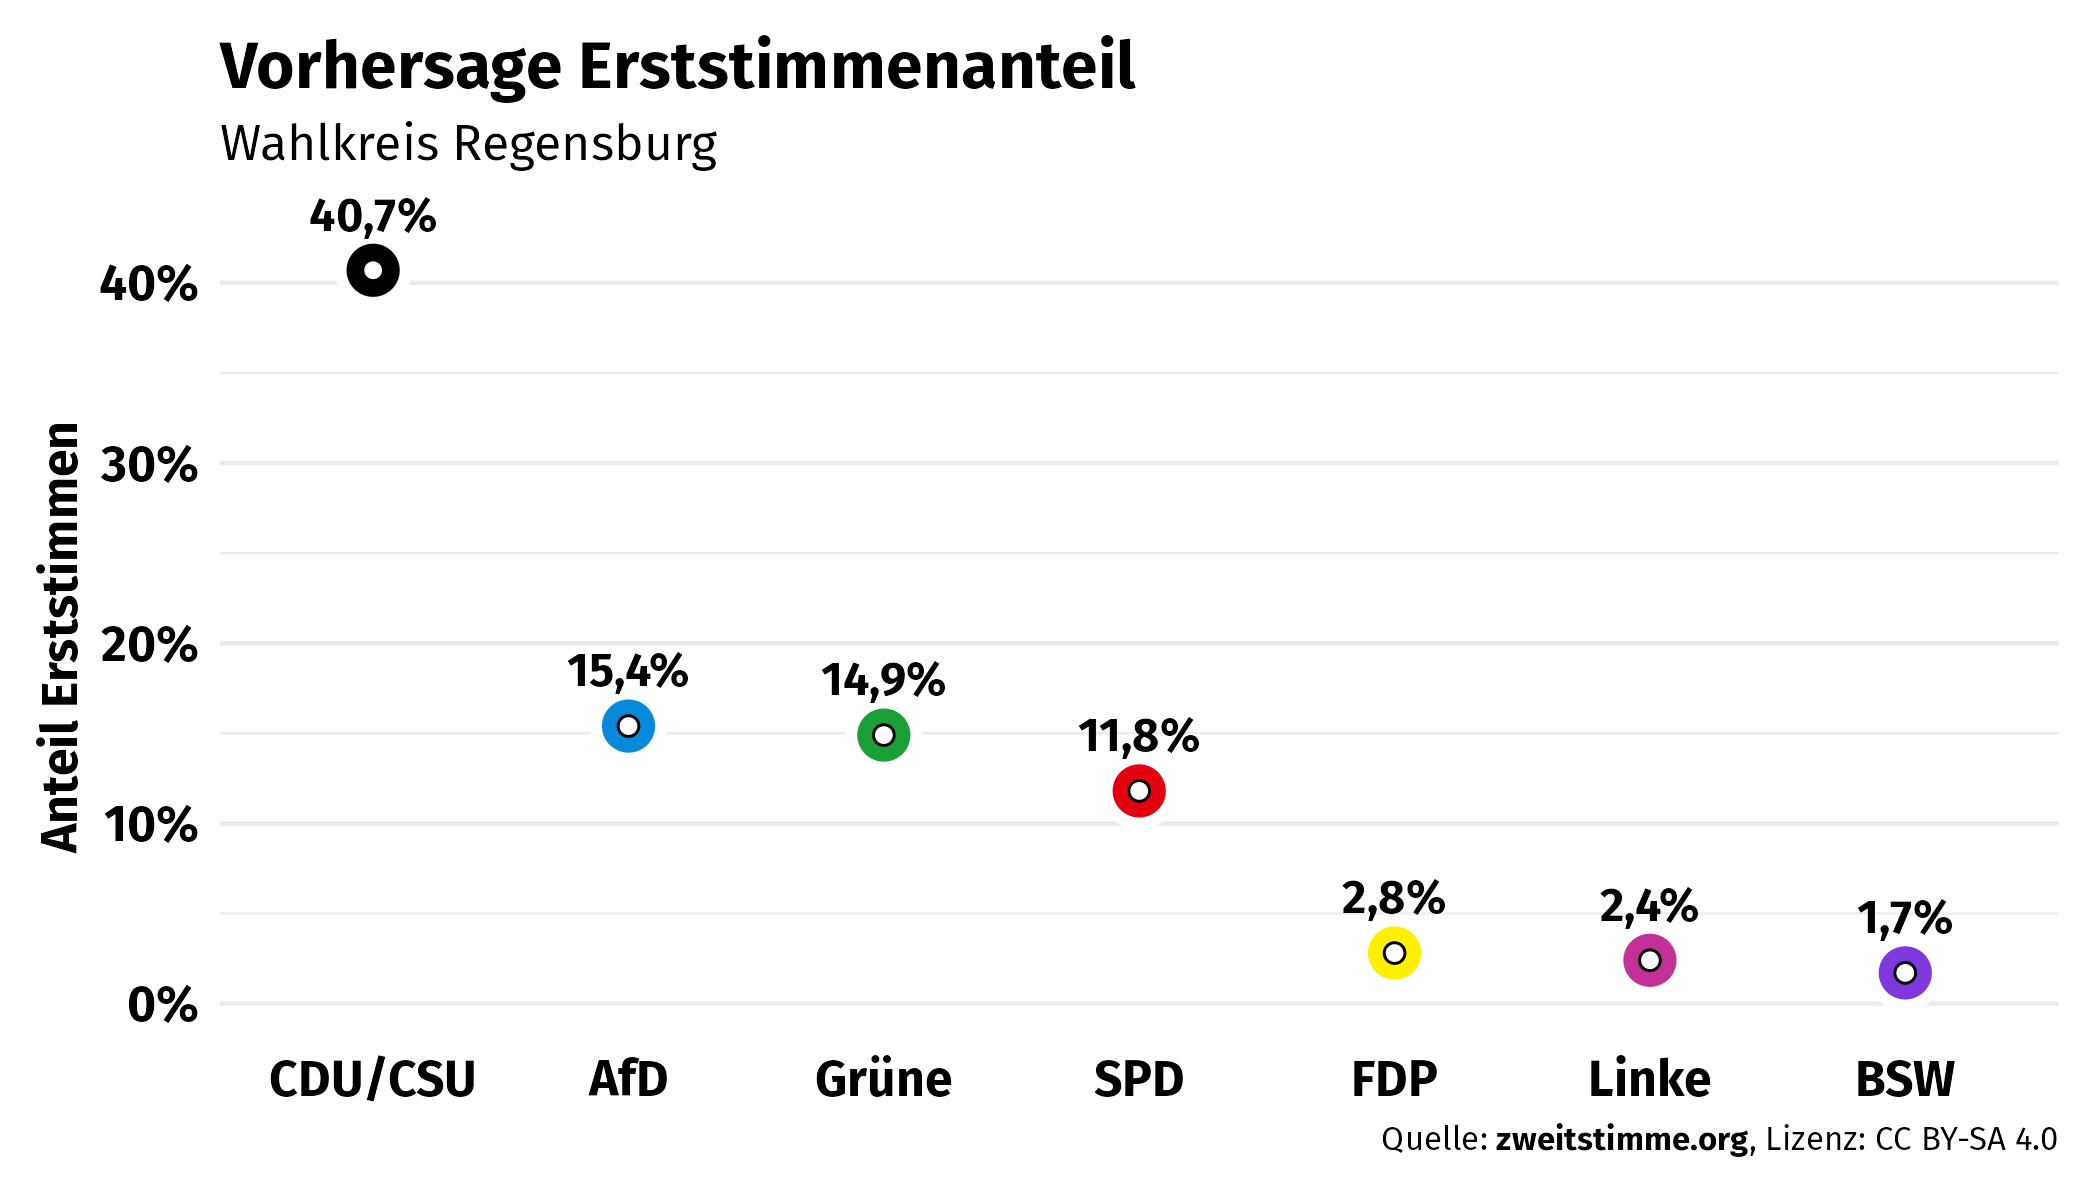 Vorhersage Erststimmenanteil
Wahlkreis Regensburg
40,7%
40%
30%
Anteil Erststimmen
20%
15,4%
14,9%
11,8%
10%
2,8%
2,4%
1,7%
0%
CDU/CSU AfD Grüne SPD FDP Linke BSW
Quelle: zweitstimme.org, Lizenz: CC BY-SA 4.0